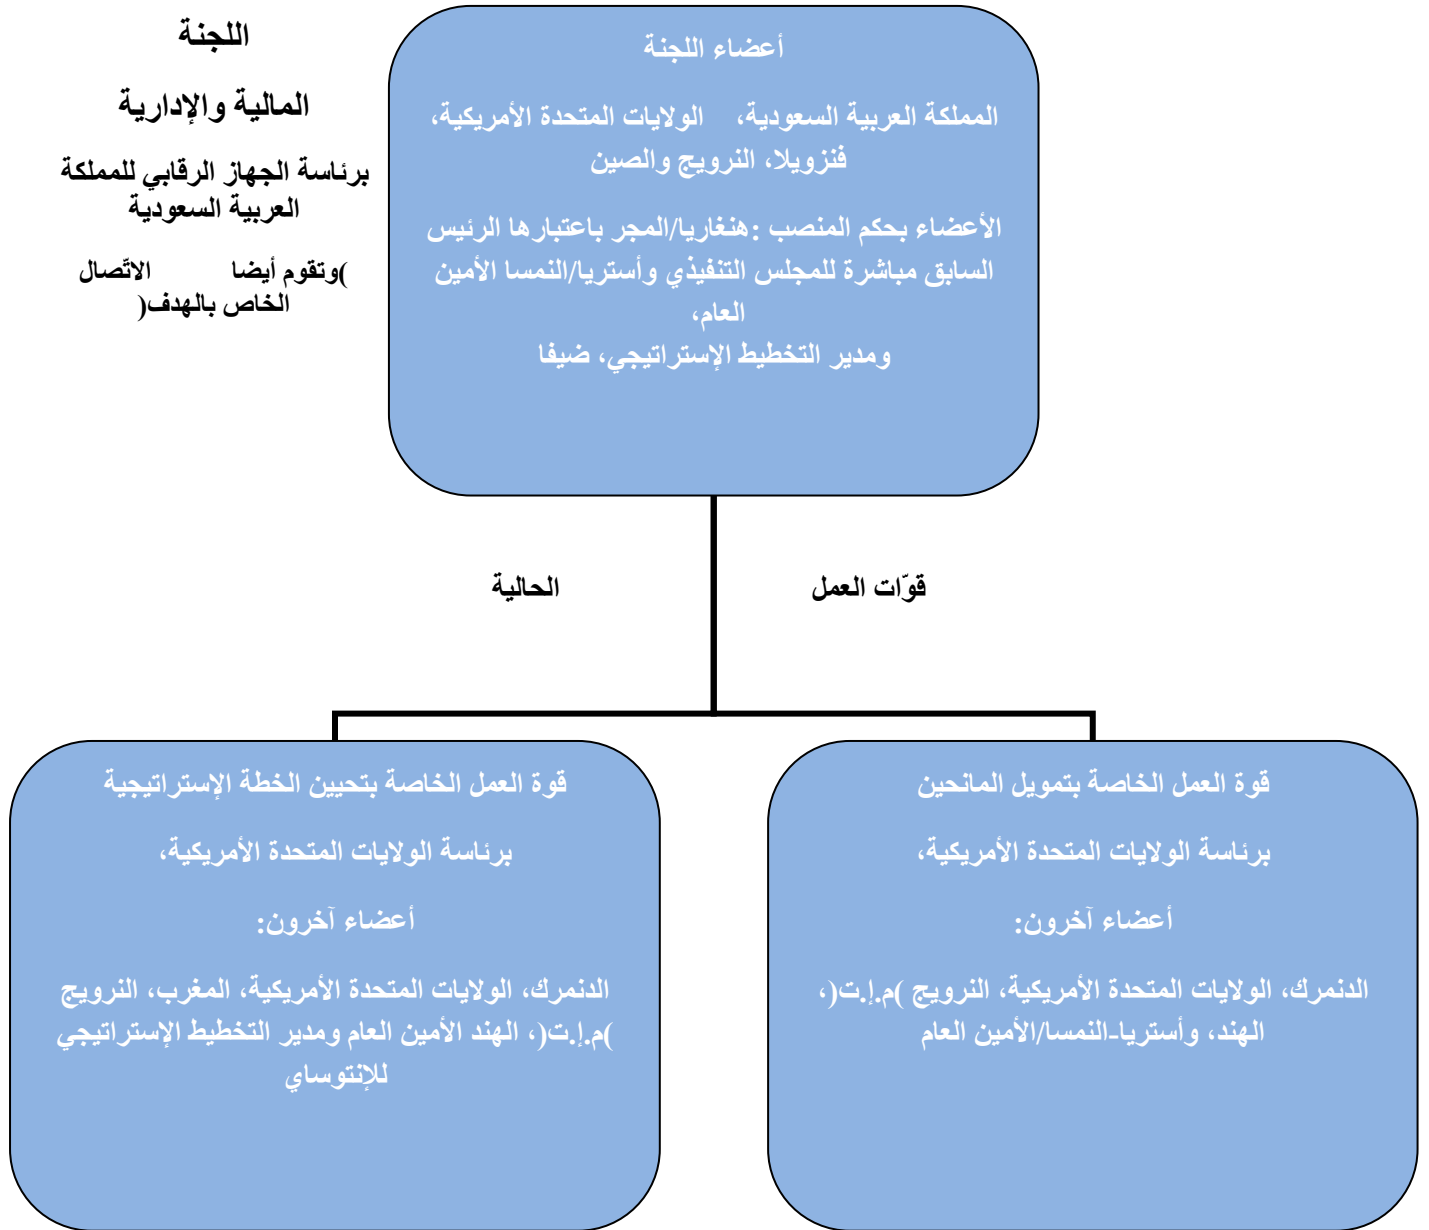 اللجنة
المالية والإدارية
برئاسة الجهاز الرقابي للمملكة
العربية السعودية
)وتقوم أيضا الاتّصال
الخاص بالهدف(
أعضاء اللجنة
المملكة العربية السعودية، الولايات المتحدة الأمريكية،
فنزويلا، النرويج والصين
الأعضاء بحكم المنصب :هنغاريا/المجر باعتبارها الرئيس
السابق مباشرة للمجلس التنفيذي وأستريا/النمسا الأمين
العام،
ومدير التخطيط الإستراتيجي، ضيفا
قوّات العمل الحالية
قوة العمل الخاصة بتمويل المانحين
برئاسة الولايات المتحدة الأمريكية،
أعضاء آخرون:
الدنمرك، الولايات المتحدة الأمريكية، النرويج )م.إ.ت(،
الهند، وأستريا-النمسا/الأمين العام
قوة العمل الخاصة بتحيين الخطة الإستراتيجية
برئاسة الولايات المتحدة الأمريكية،
أعضاء آخرون:
الدنمرك، الولايات المتحدة الأمريكية، المغرب، النرويج
)م.إ.ت(، الهند الأمين العام ومدير التخطيط الإستراتيجي
للإنتوساي